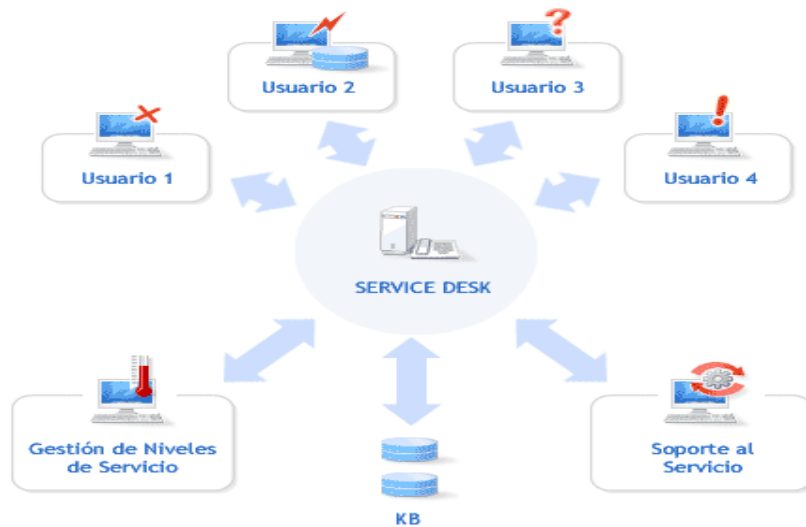 Usuario 2
Usuario 3
Usuario 1
Usuario 4
SERVICE DESK
Gestión de Niveles
de Servicio
Soporte al
Servicio
KB